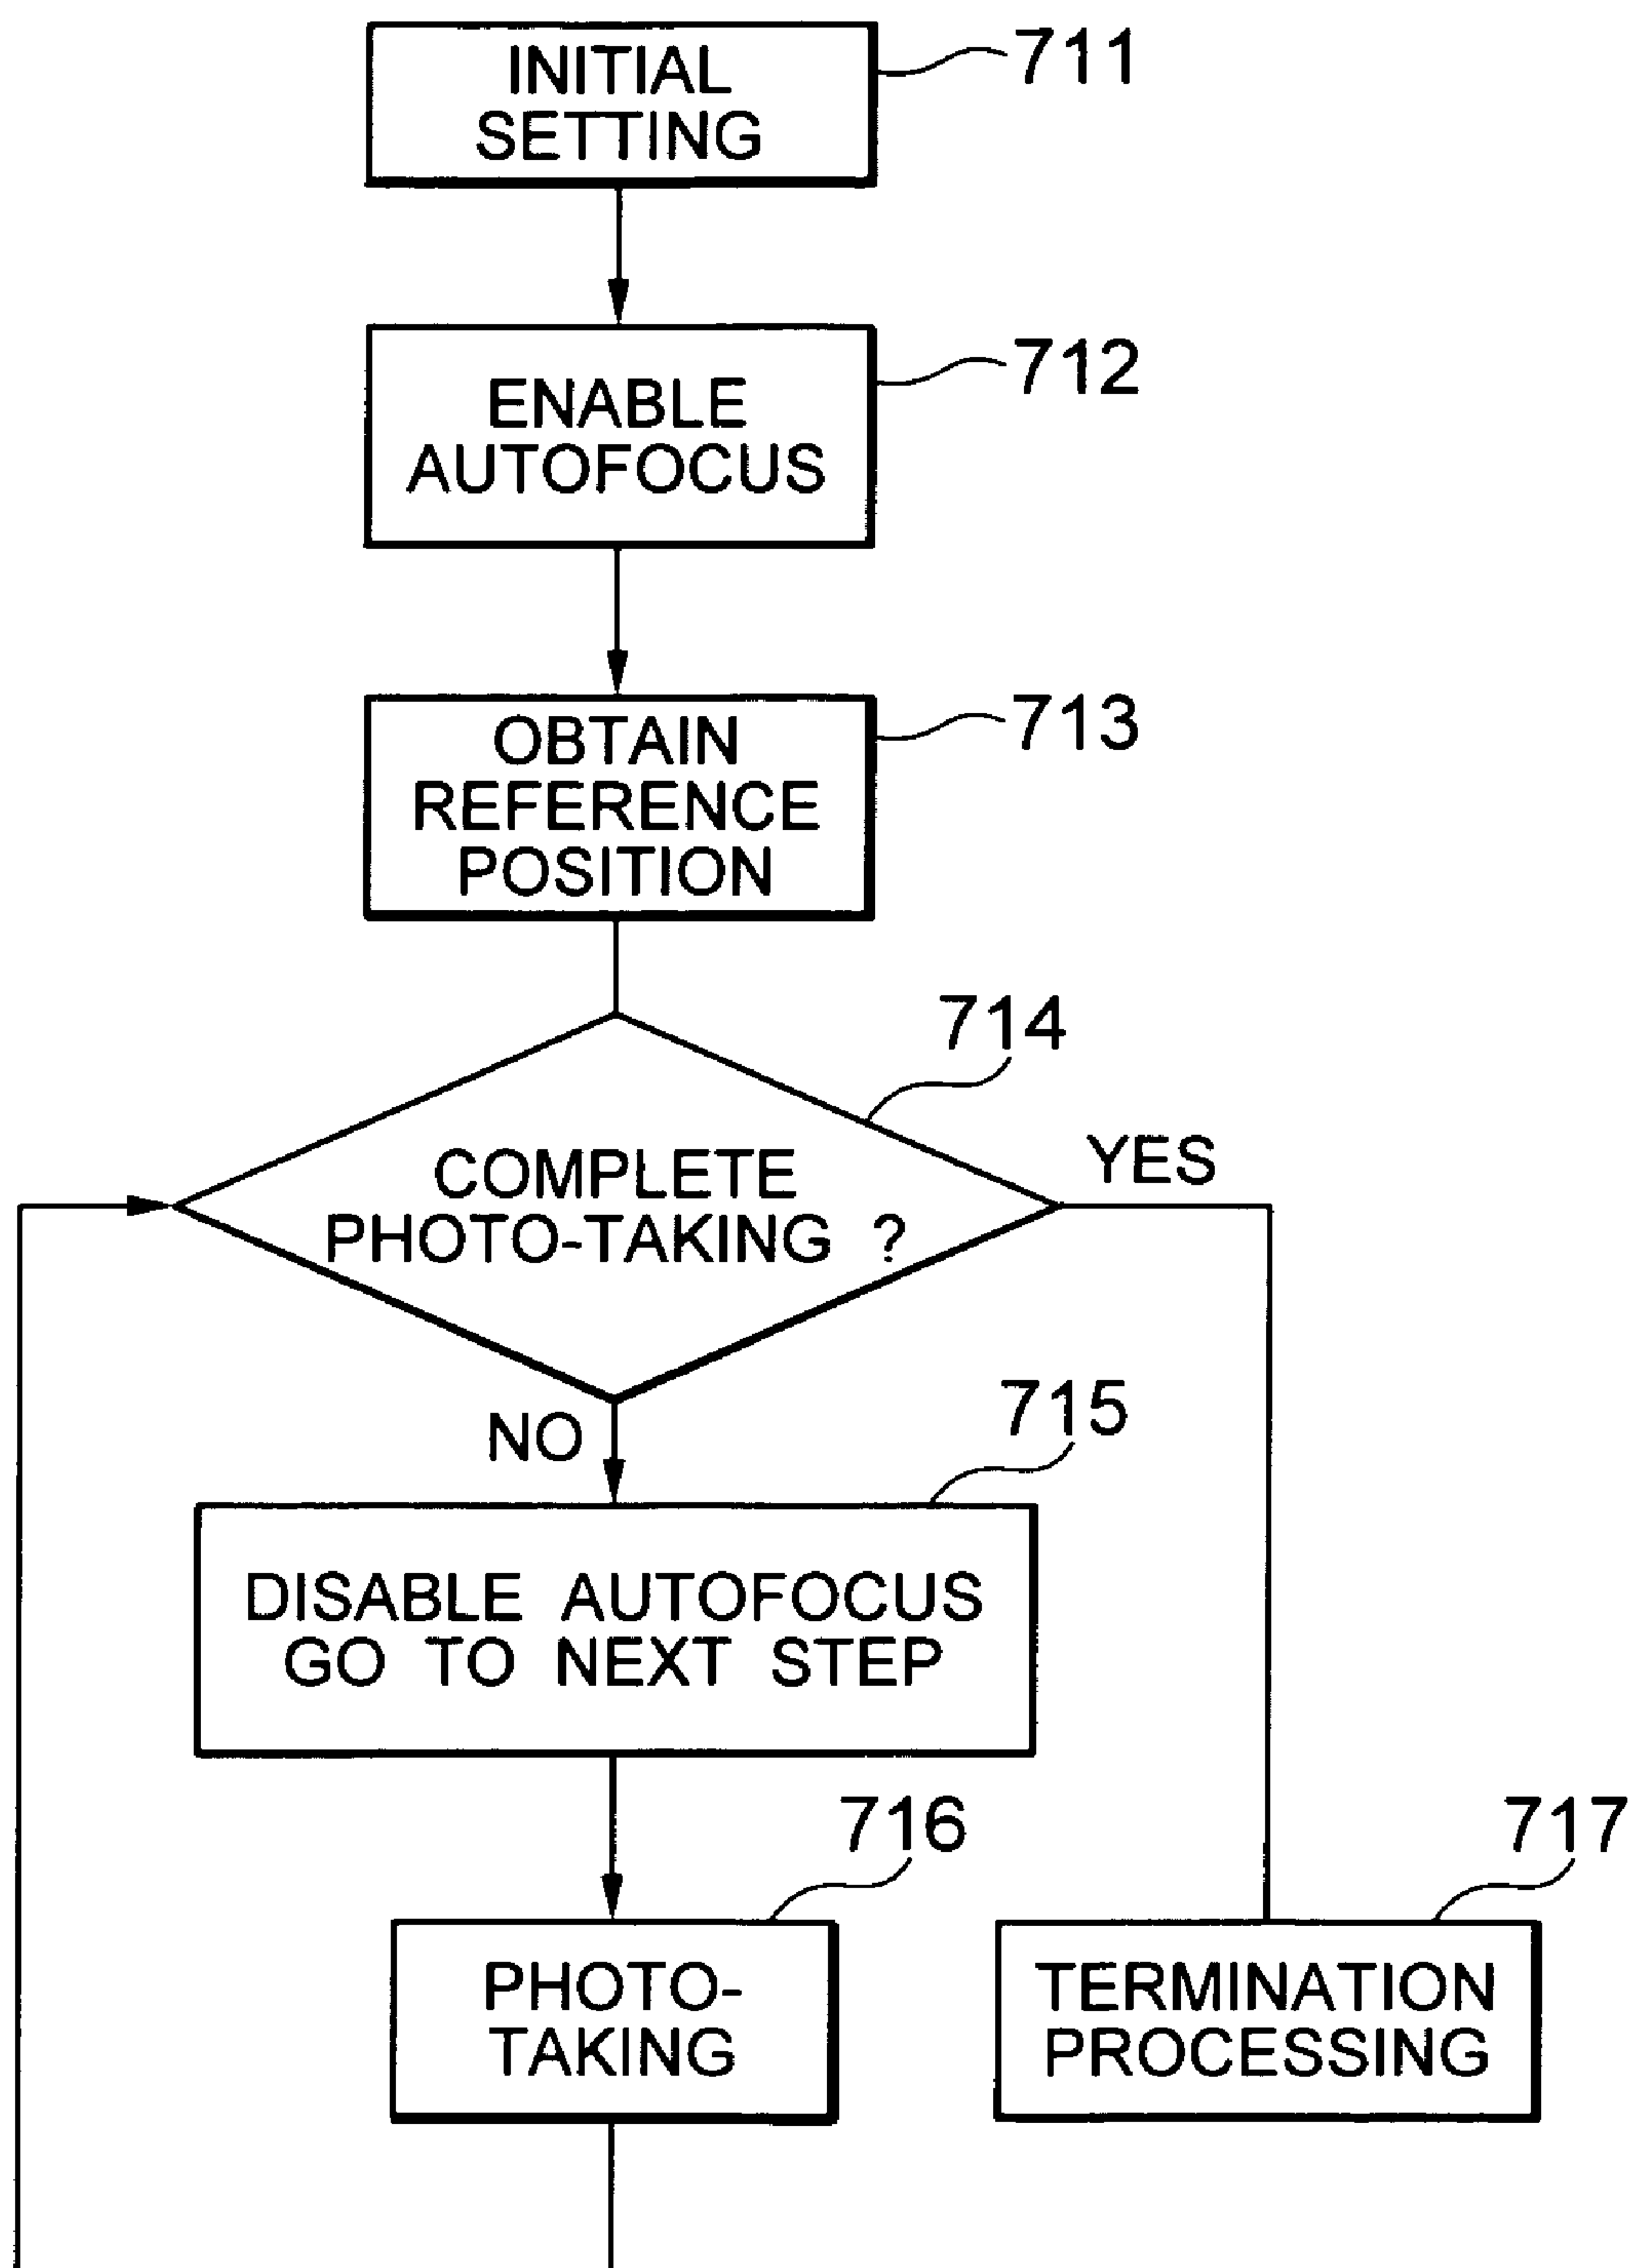 INITIAL
SETTING
711
ENABLE
AUTOFOCUS
712
OBTAIN
REFERENCE
POSITION
713
714
COMPLETE
PHOTO-TAKING ?
YES
NO
715
DISABLE AUTOFOCUS
GO TO NEXT STEP
716
PHOTO-
TAKING
717
TERMINATION
PROCESSING